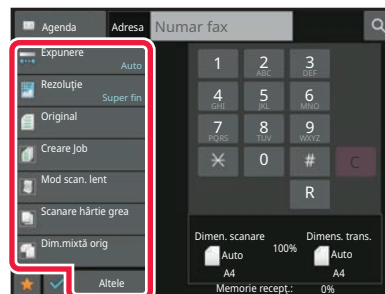 Agenda
Adresa
Numar fax
Expunere
Auto
Rezoluţie
Super fin
Original
Creare Job
Mod scan. lent
Scanare hârtie grea
Dim.mixtă orig
Altele
1 2 3
ABC DEF
4 5 6
GHI JKL MNO
7 8 9
PQRS TUV WXYZ
0 # C
R
Dimen. scanare Dimens. trans.
Auto 100% Auto
A4 A4
Memorie recepţ.: 0%